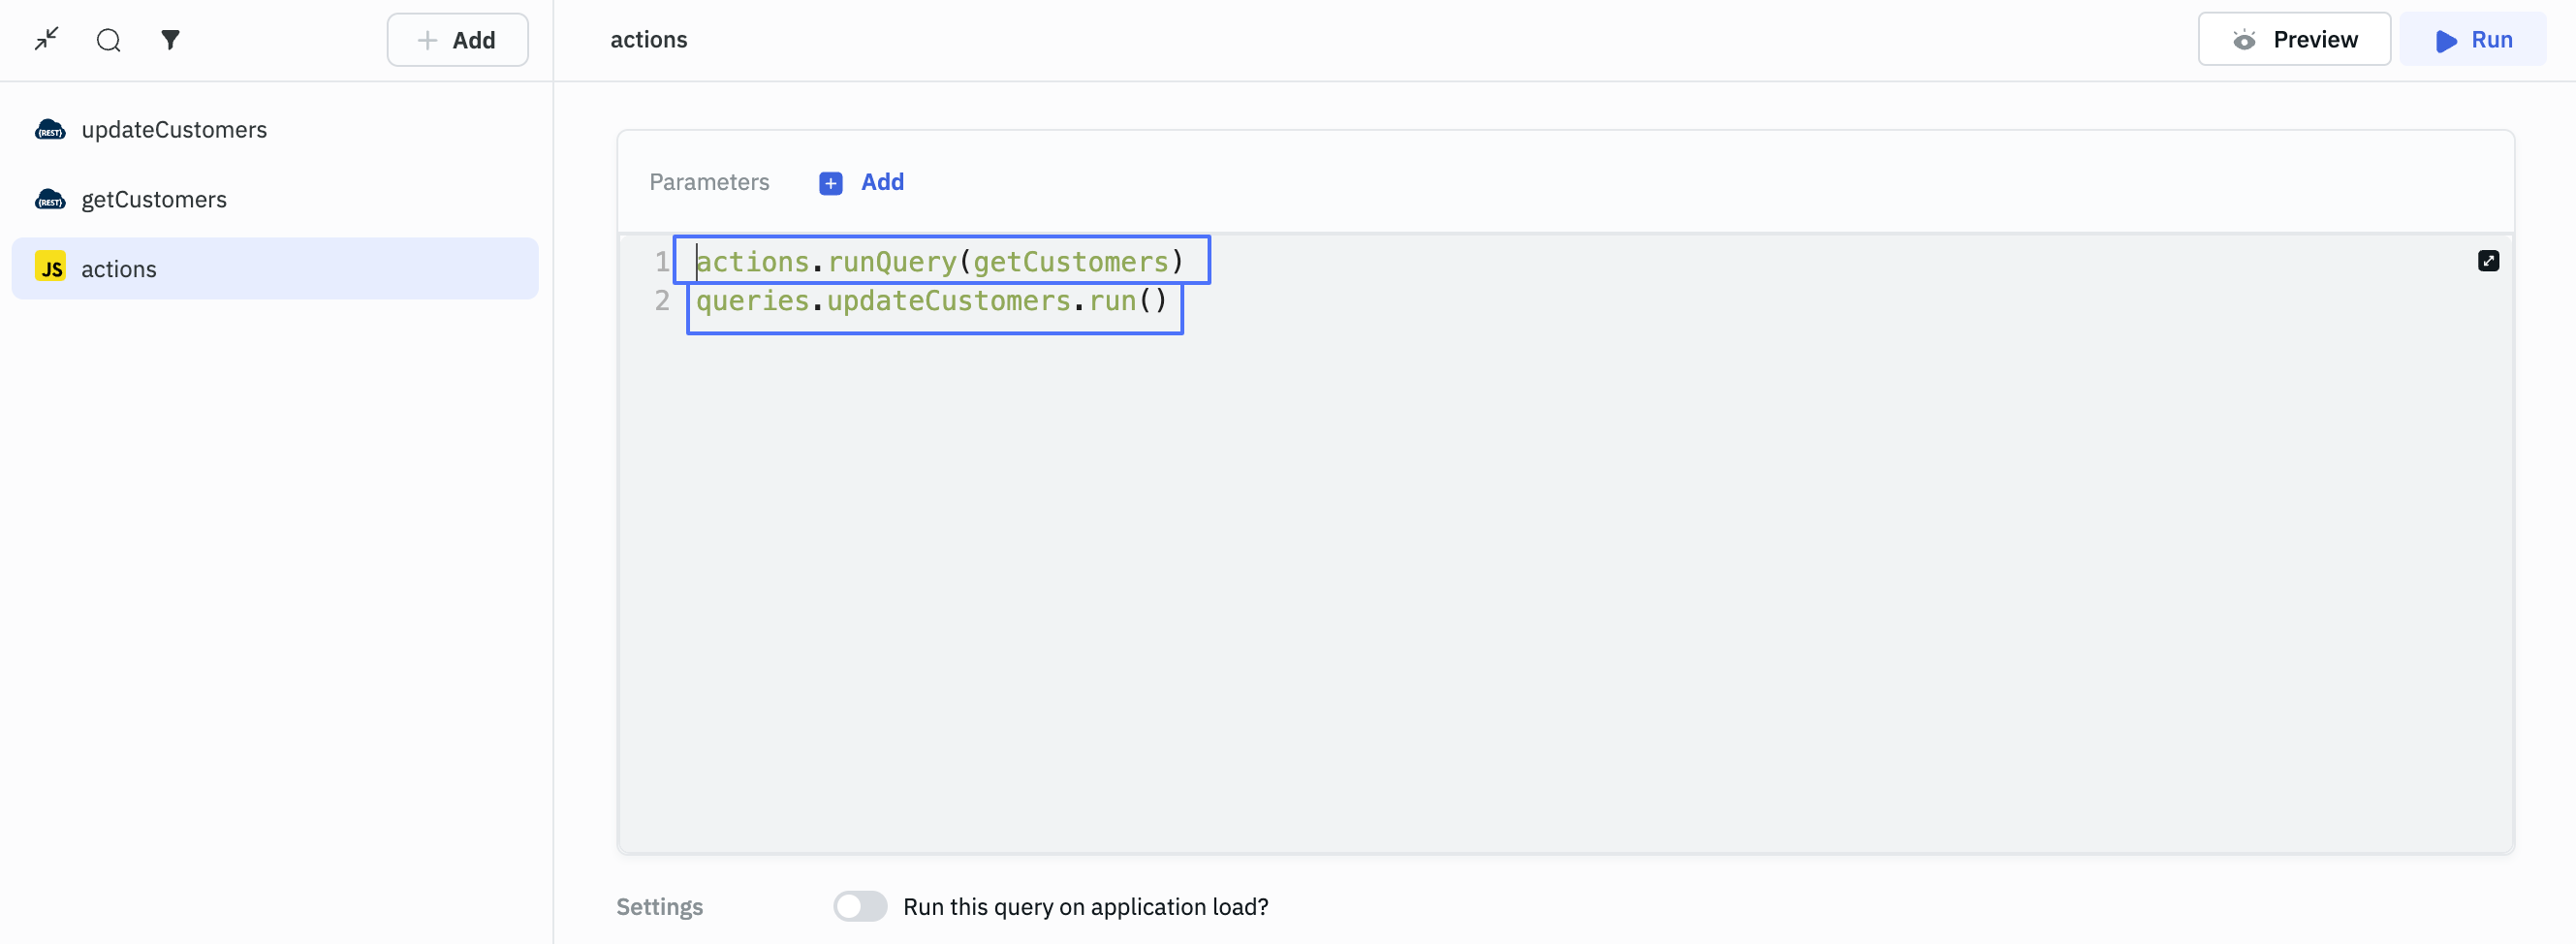 Add
actions
Preview
Run
{REST} updateCustomers
{REST} getCustomers
JS actions
Parameters
Add
1 actions.runQuery(getCustomers)
2 queries.updateCustomers.run()
Settings
Run this query on application load?